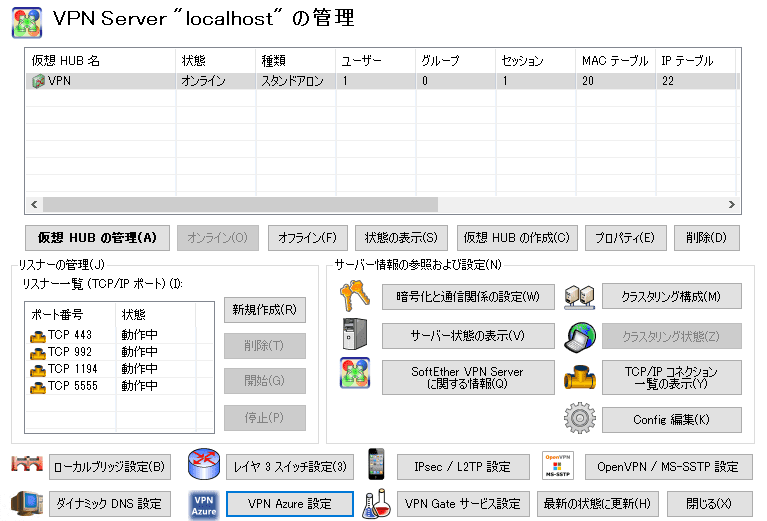 VPN Server "localhost" の管理
仮想 HUB 名 状態 種類 ユーザー グループ セッション MAC テーブル IP テーブル
VPN オンライン スタンドアロン 1 0 1 20 22
仮想 HUB の管理(A) オンライン(O) オフライン(F) 状態の表示(S) 仮想 HUB の作成(C) プロパティ(E) 削除(D)
リスナーの管理(J)
リスナー一覧 (TCP/IP ポート) (I):
ポート番号 状態
TCP 443 動作中
TCP 992 動作中
TCP 1194 動作中
TCP 5555 動作中
新規作成(R)
削除(T)
開始(G)
停止(P)
サーバー情報の参照および設定(N)
暗号化と通信関係の設定(W)
クラスタリング構成(M)
サーバー状態の表示(V)
クラスタリング状態(Z)
SoftEther VPN Server
に関する情報(Q)
TCP/IP コネクション
一覧の表示(Y)
Config 編集(K)
ローカルブリッジ設定(B)
レイヤ 3 スイッチ設定(3)
IPsec / L2TP 設定
OpenVPN
MS-SSTP
OpenVPN / MS-SSTP 設定
ダイナミック DNS 設定
VPN
Azure
VPN Azure 設定
VPN Gate サービス設定
最新の状態に更新(H)
閉じる(X)